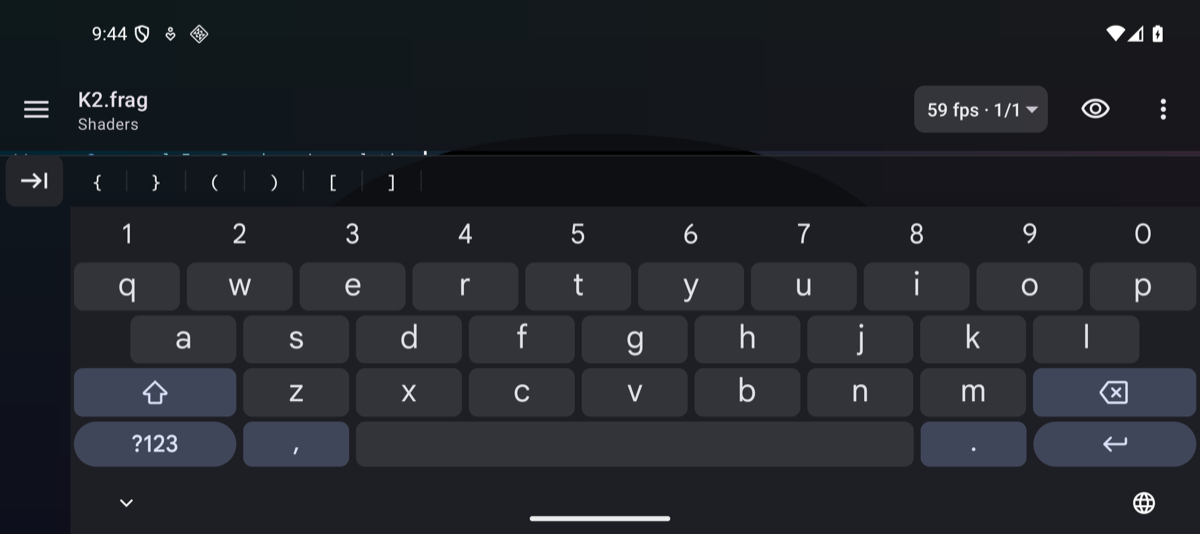 9:44
K2.frag
Shaders
59 fps · 1/1
{ } ( ) [ ]
1 2 3 4 5 6 7 8 9 0
q w e r t y u i o p
a s d f g h j k l
z x c v b n m
?123 , .